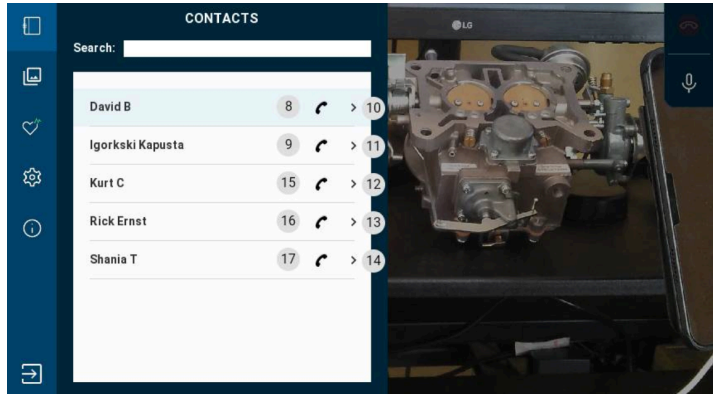 CONTACTS
Search:
David B 8 10
Igorkski Kapusta 9 11
Kurt C 15 12
Rick Ernst 16 13
Shania T 17 14
LG